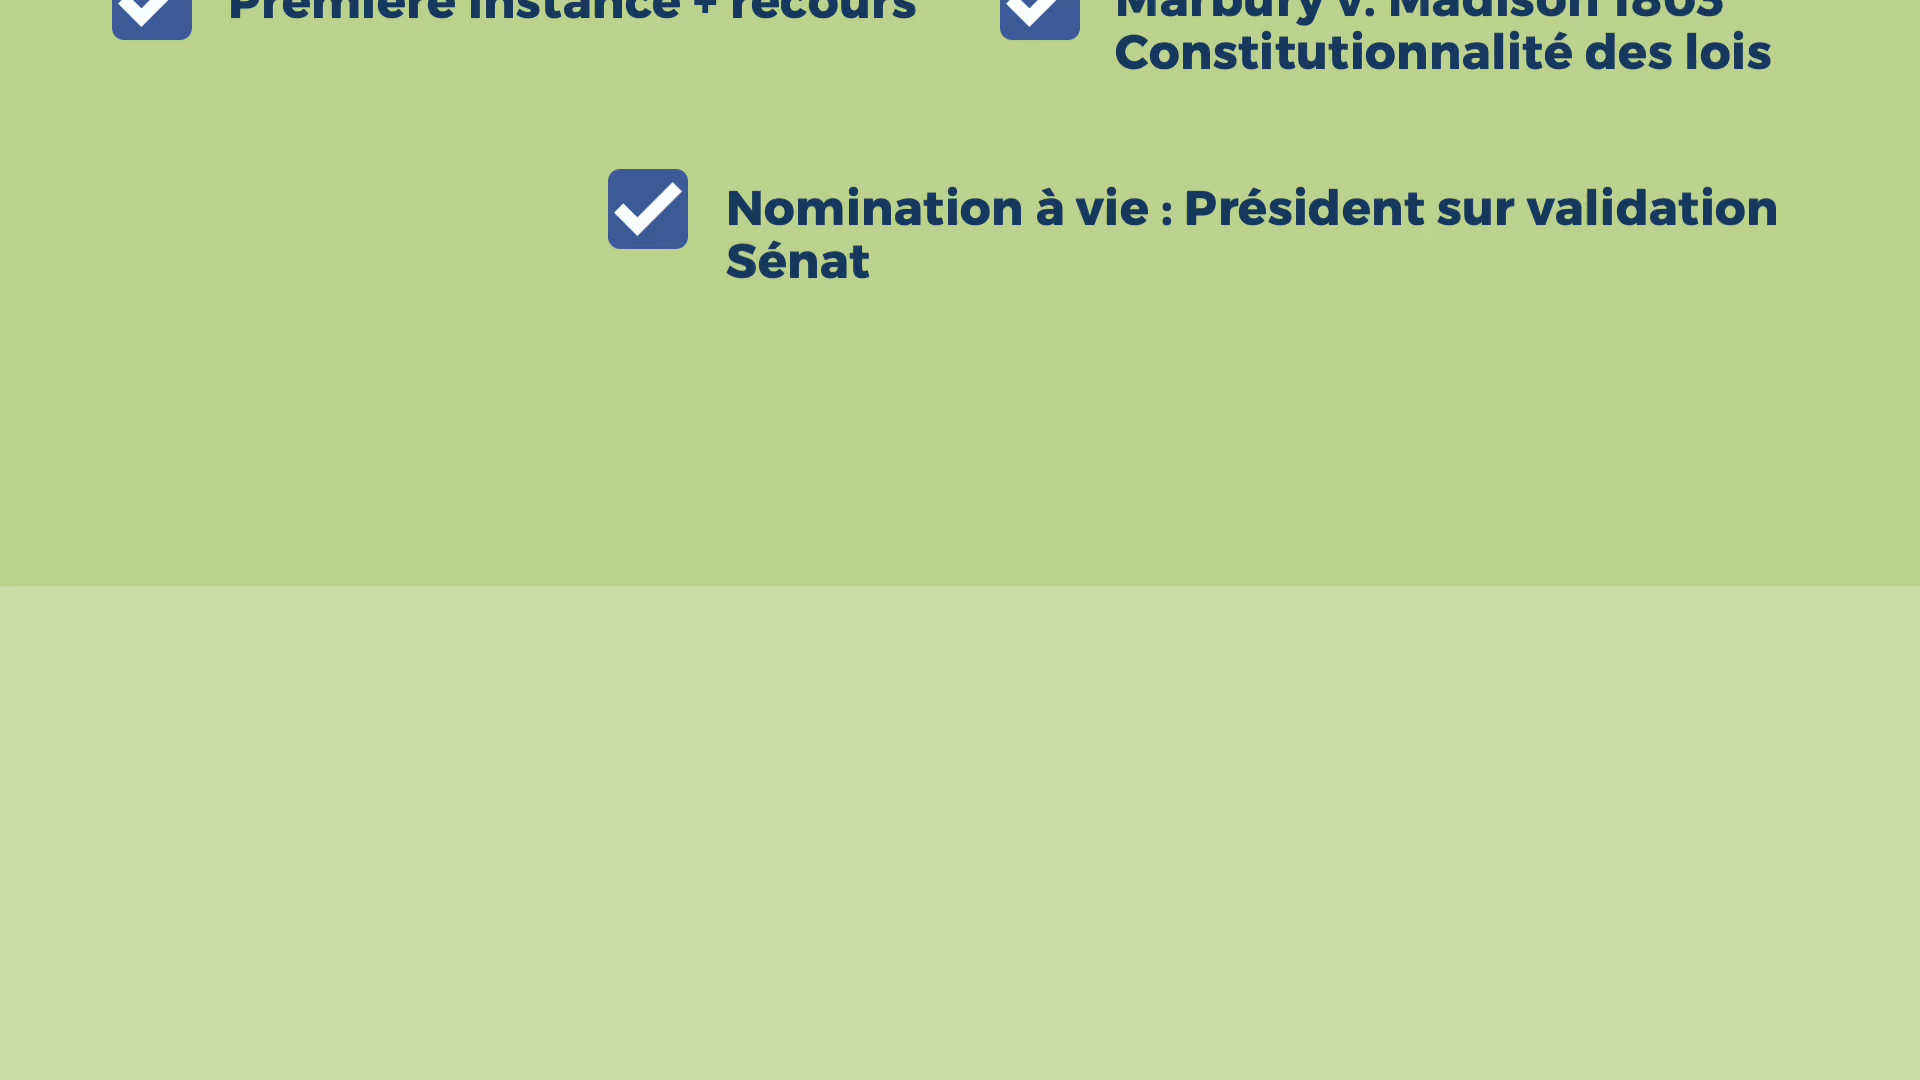 Première instance + recours
Marbury v. Madison 1803
Constitutionnalité des lois
Nomination à vie : Président sur validation
Sénat